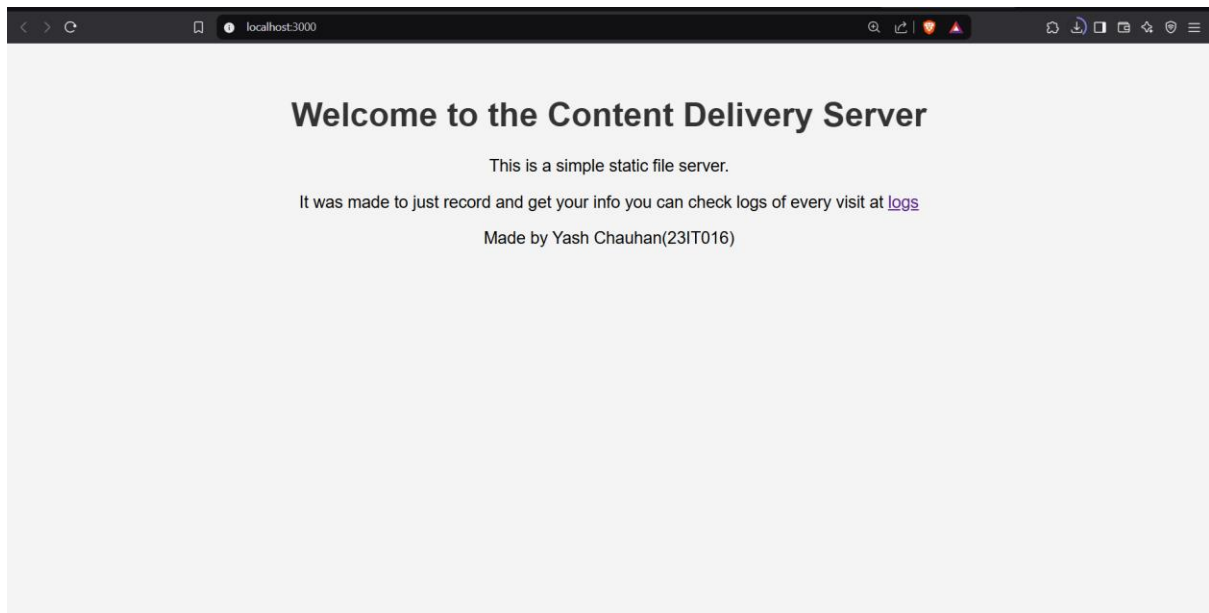 localhost:3000
Welcome to the Content Delivery Server
This is a simple static file server.
It was made to just record and get your info you can check logs of every visit at logs
Made by Yash Chauhan(23IT016)